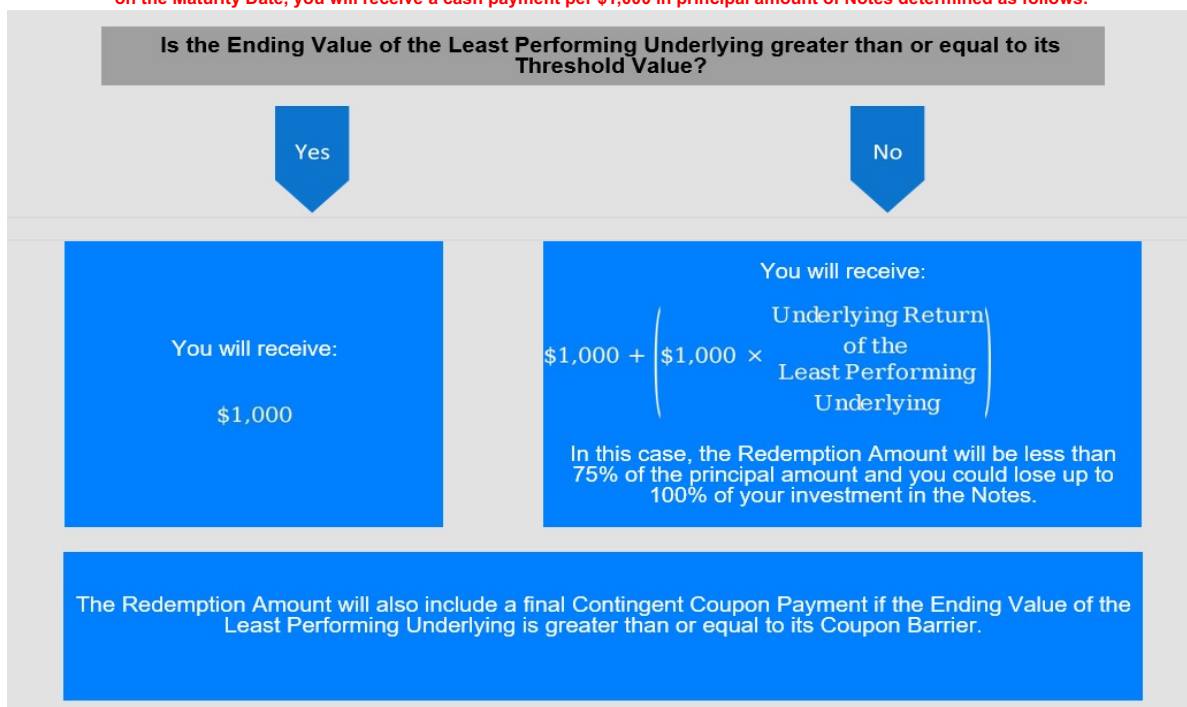 on the Maturity Date, you will receive a cash payment per $1,000 in principal amount of Notes determined as follows:
Is the Ending Value of the Least Performing Underlying greater than or equal to its
Threshold Value?
Yes
No
You will receive:
$1,000
You will receive:
$1,000 + ($1,000 × Underlying Return
of the
Least Performing
Underlying)
In this case, the Redemption Amount will be less than
75% of the principal amount and you could lose up to
100% of your investment in the Notes.
The Redemption Amount will also include a final Contingent Coupon Payment if the Ending Value of the
Least Performing Underlying is greater than or equal to its Coupon Barrier.